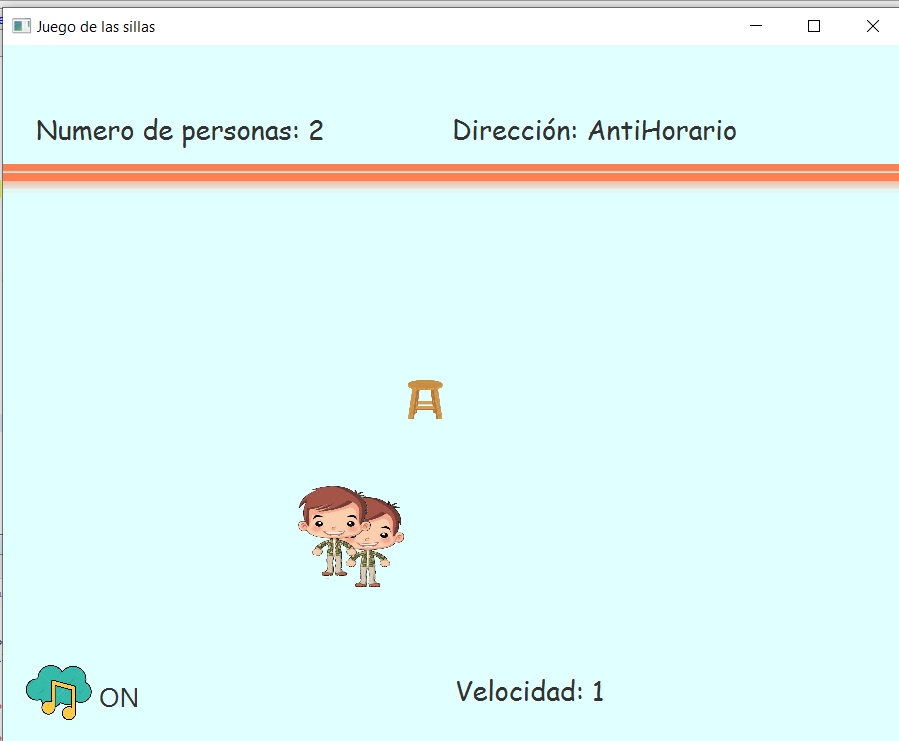 Juego de las sillas
Numero de personas: 2
Dirección: AntiHorario
ON
Velocidad: 1